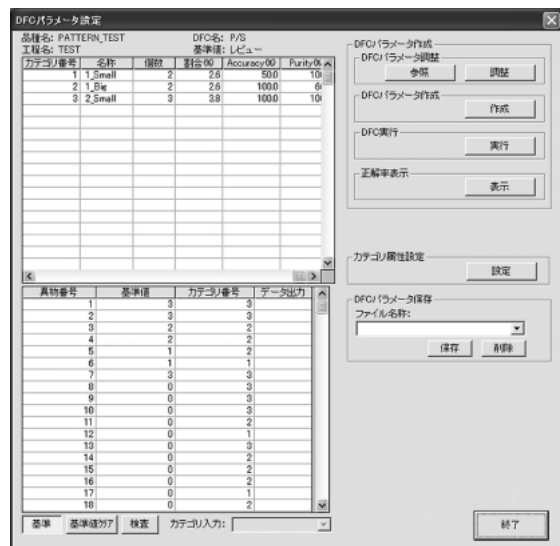 DFCパラメータ設定
品種名: PATTERN_TEST DFC名: P/S
工程名: TEST 基準値: レビュー
カテゴリ番号 名称 個数 割合(%) Accuracy(%) Purity(%
1 1_Small 2 2.6 50.0 10
2 1_Big 2 2.6 100.0 6
3 2_Small 3 3.8 100.0 10
異物番号 基準値 カテゴリ番号 データ出力
1 3 3
2 3 3
3 2 2
4 2 2
5 1 2
6 1 1
7 3 3
8 0 3
9 0 3
10 0 3
11 0 2
12 0 1
13 0 3
14 0 2
15 0 2
16 0 2
17 0 1
18 0 2
基準 基準値クリア 検査 カテゴリ入力:
DFCパラメータ作成
DFCパラメータ調整
参照 調整
DFCパラメータ作成
作成
DFC実行
実行
正解率表示
表示
カテゴリ属性設定
設定
DFCパラメータ保存
ファイル名称:
保存 削除
終了